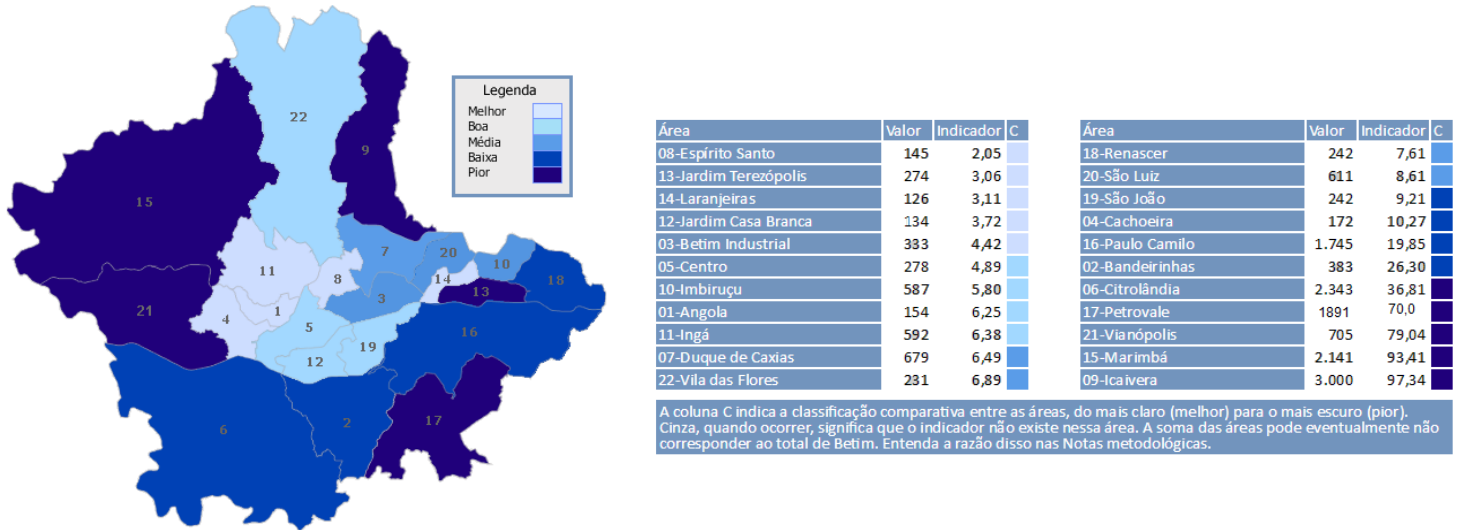 Legenda
Melhor
Boa
Média
Baixa
Pior
22
9
15
7
20
10
11
8
14
18
13
3
21
4
1
5
16
19
12
6
2
17
Área Valor Indicador C
08-Espírito Santo 145 2,05
13-Jardim Terezópolis 274 3,06
14-Laranjeiras 126 3,11
12-Jardim Casa Branca 134 3,72
03-Betim Industrial 383 4,42
05-Centro 278 4,89
10-Imbiruçu 587 5,80
01-Angola 154 6,25
11-Ingá 592 6,38
07-Duque de Caxias 679 6,49
22-Vila das Flores 231 6,89
Área Valor Indicador C
18-Renascer 242 7,61
20-São Luiz 611 8,61
19-São João 242 9,21
04-Cachoeira 172 10,27
16-Paulo Camilo 1.745 19,85
02-Bandeirinhas 383 26,30
06-Citrolândia 2.343 36,81
17-Petrovale 1891 70,0
21-Vianópolis 705 79,04
15-Marimbá 2.141 93,41
09-Icaivera 3.000 97,34
A coluna C indica a classificação comparativa entre as áreas, do mais claro (melhor) para o mais escuro (pior).
Cinza, quando ocorrer, significa que o indicador não existe nessa área. A soma das áreas pode eventualmente não
corresponder ao total de Betim. Entenda a razão disso nas Notas metodológicas.